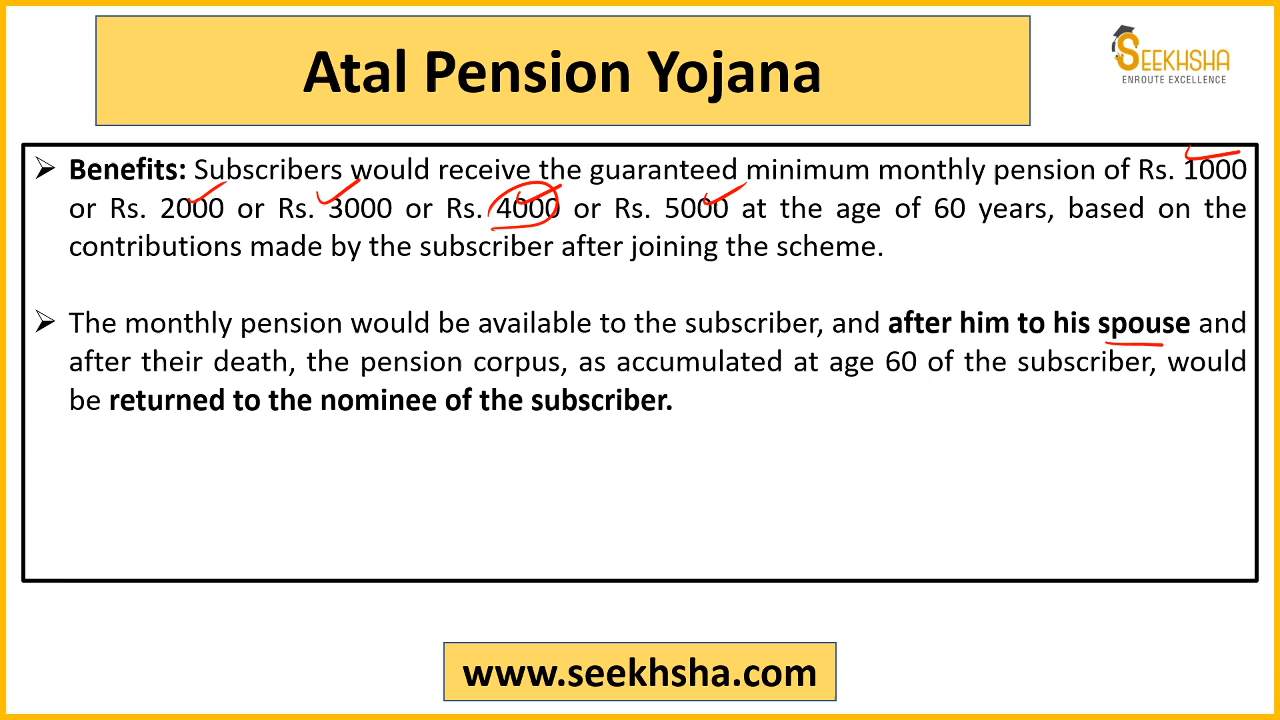 Atal Pension Yojana
SEEKHSHA
ENROUTE EXCELLENCE
➢ Benefits: Subscribers would receive the guaranteed minimum monthly pension of Rs. 1000
or Rs. 2000 or Rs. 3000 or Rs. 4000 or Rs. 5000 at the age of 60 years, based on the
contributions made by the subscriber after joining the scheme.
➢ The monthly pension would be available to the subscriber, and after him to his spouse and
after their death, the pension corpus, as accumulated at age 60 of the subscriber, would
be returned to the nominee of the subscriber.
www.seekhsha.com